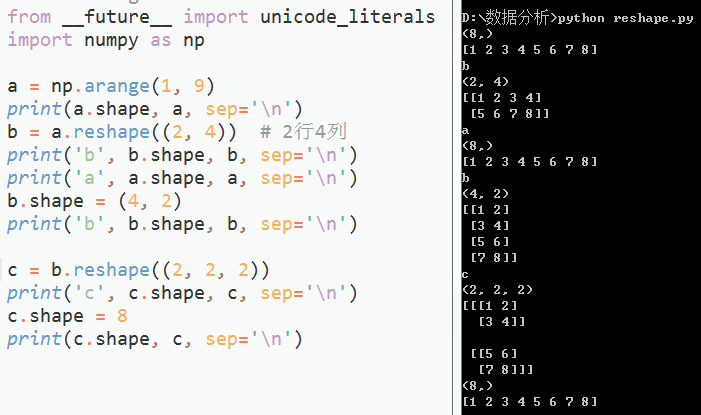 from __future__ import unicode_literals
import numpy as np

a = np.arange(1, 9)
print(a.shape, a, sep='\n')
b = a.reshape((2, 4))  # 2行4列
print('b', b.shape, b, sep='\n')
print('a', a.shape, a, sep='\n')
b.shape = (4, 2)
print('b', b.shape, b, sep='\n')

c = b.reshape((2, 2, 2))
print('c', c.shape, c, sep='\n')
c.shape = 8
print(c.shape, c, sep='\n')

D:\数据分析>python reshape.py
(8,)
[1 2 3 4 5 6 7 8]
b
(2, 4)
[[1 2 3 4]
 [5 6 7 8]]
a
(8,)
[1 2 3 4 5 6 7 8]
b
(4, 2)
[[1 2]
 [3 4]
 [5 6]
 [7 8]]
c
(2, 2, 2)
[[[1 2]
  [3 4]]

 [[5 6]
  [7 8]]]
(8,)
[1 2 3 4 5 6 7 8]